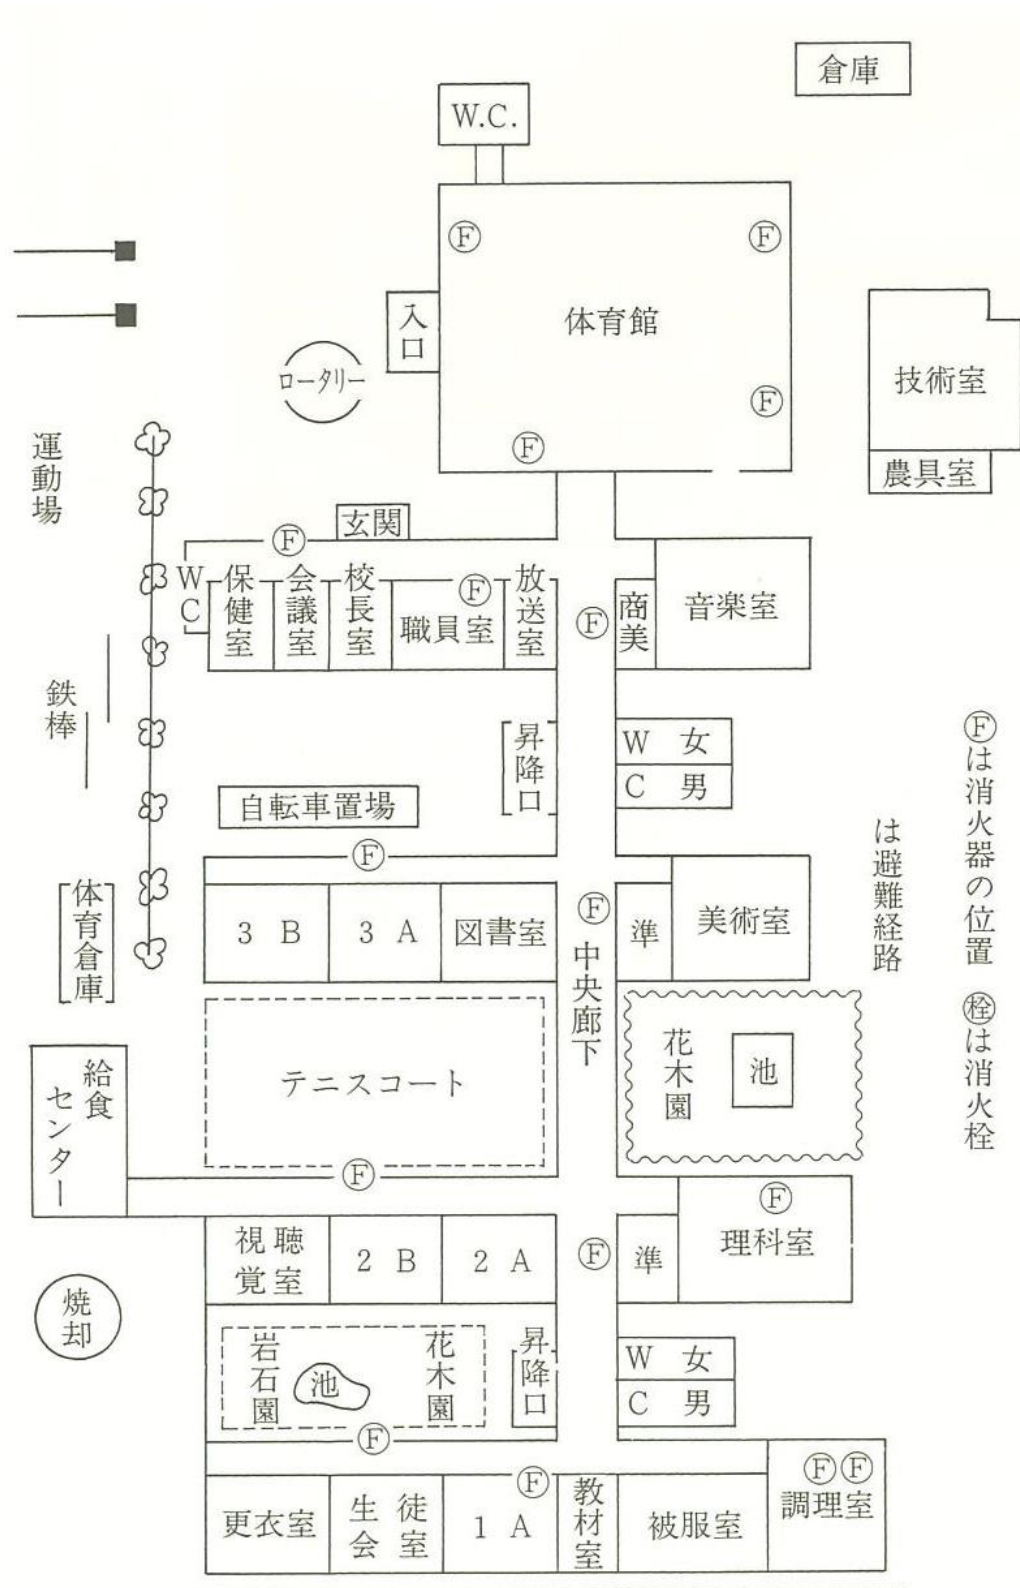 倉庫
W.C.
Ⓕ
Ⓕ
入口
体育館
技術室
ロータリー
Ⓕ
運動場
Ⓕ
農具室
玄関
Ⓕ
WC
保健室
会議室
校長室
職員室
Ⓕ
放送室
Ⓕ
商美
音楽室
鉄棒
昇降口
W 女
C 男
自転車置場
Ⓕ
Ⓕは消火器の位置 ㊗は消火栓
は避難経路
体育倉庫
3 B
3 A
図書室
Ⓕ
中央廊下
準
美術室
テニスコート
花木園
池
給食
センター
Ⓕ
視聴
覚室
2 B
2 A
Ⓕ
準
Ⓕ
理科室
焼却
岩石園
池
花木園
昇降口
W 女
C 男
Ⓕ
更衣室
生徒
会室
Ⓕ
1 A
教材室
被服室
ⒻⒻ
調理室